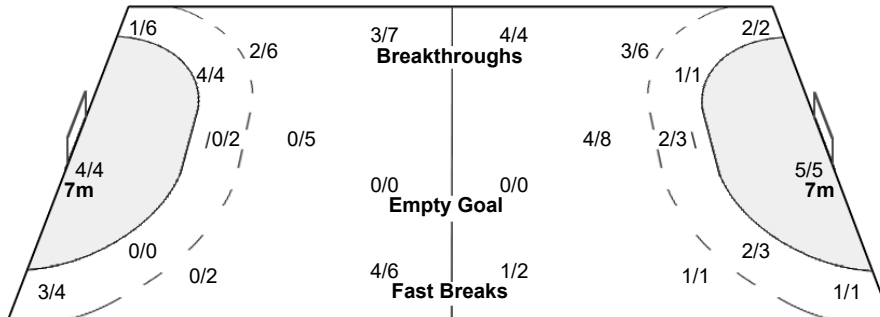 1/6 3/7 4/4 2/2
2/6 Breakthroughs 3/6
4/4 1/1
0/2 0/5 4/8 2/3
4/4 5/5
7m 0/0 0/0 7m
Empty Goal
0/0 2/3
0/2 4/6 1/2 1/1
3/4 Fast Breaks 1/1